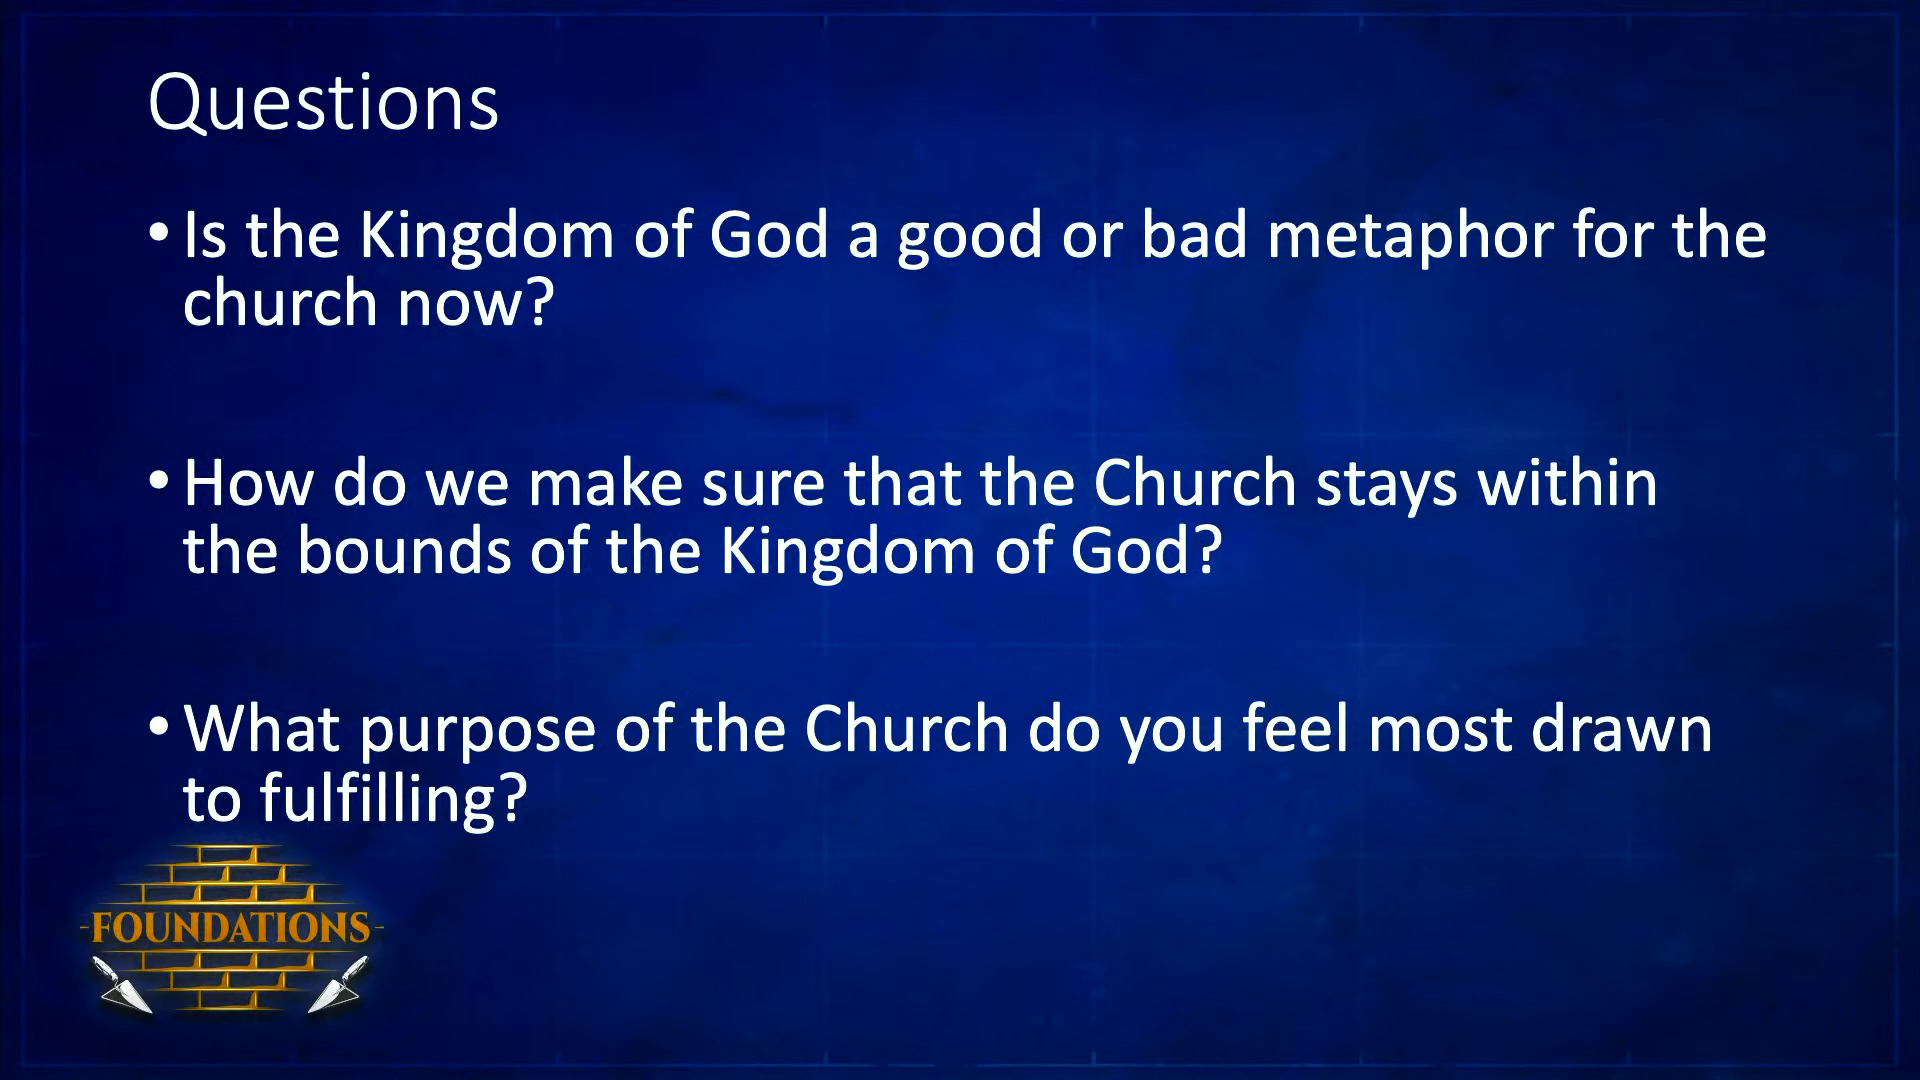 Questions
• Is the Kingdom of God a good or bad metaphor for the
church now?
• How do we make sure that the Church stays within
the bounds of the Kingdom of God?
• What purpose of the Church do you feel most drawn
to fulfilling?
-FOUNDATIONS-